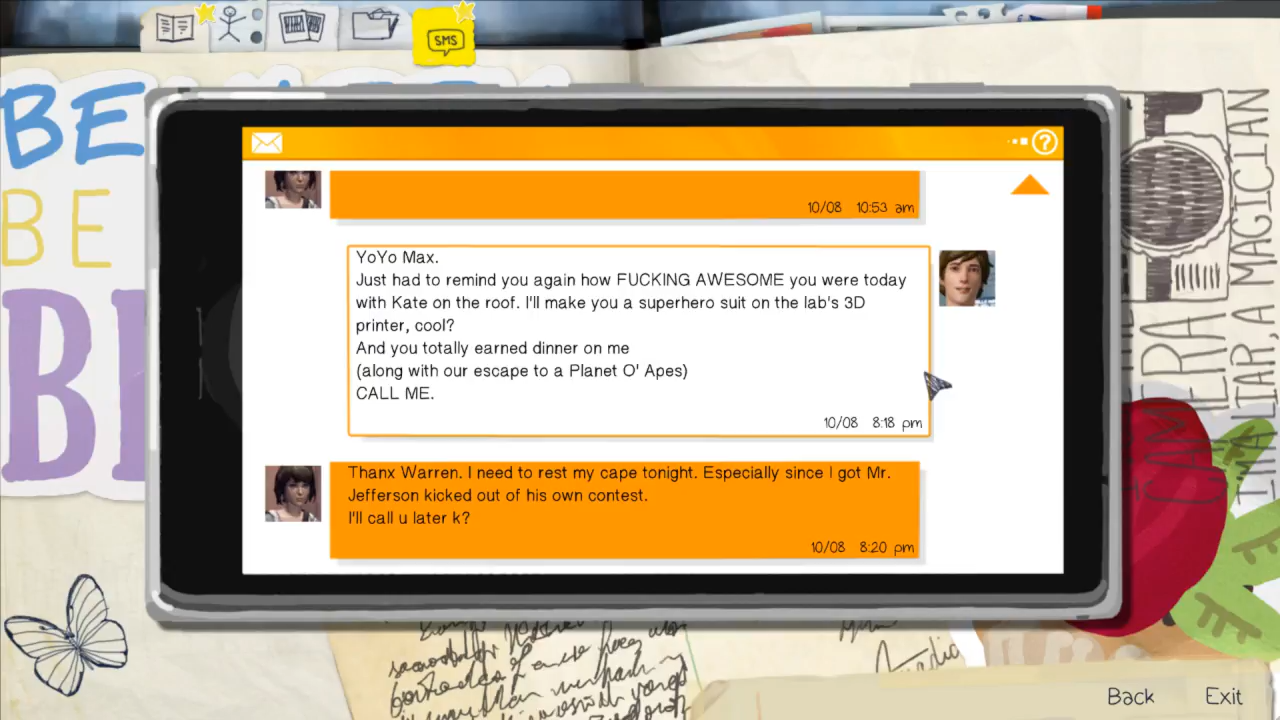 SMS
BE
BE
10/08 10:53 am
YoYo Max.
Just had to remind you again how FUCKING AWESOME you were today
with Kate on the roof. I'll make you a superhero suit on the lab's 3D
printer, cool?
And you totally earned dinner on me
(along with our escape to a Planet O' Apes)
CALL ME.
10/08 8:18 pm
Thanx Warren. I need to rest my cape tonight. Especially since I got Mr.
Jefferson kicked out of his own contest.
I'll call u later k?
10/08 8:20 pm
A MAGICIAN
Back Exit